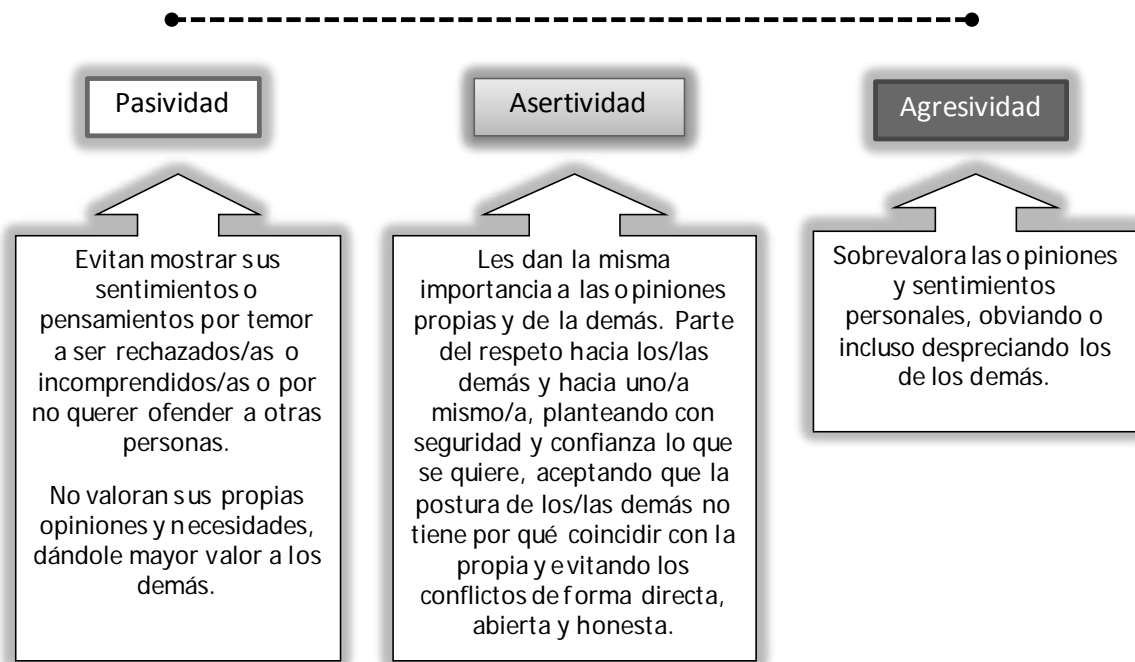 Pasividad
Asertividad
Agresividad
Evitan mostrar sus
sentimientos o
pensamientos por temor
a ser rechazados/as o
incomprendidos/as o por
no querer ofender a otras
personas.
No valoran sus propias
opiniones y necesidades,
dándole mayor valor a los
demás.
Les dan la misma
importancia a las opiniones
propias y de la demás. Parte
del respeto hacia los/las
demás y hacia uno/a
mismo/a, planteando con
seguridad y confianza lo que
se quiere, aceptando que la
postura de los/las demás no
tiene por qué coincidir con la
propia y evitando los
conflictos de forma directa,
abierta y honesta.
Sobrevalora las opiniones
y sentimientos
personales, obviando o
incluso despreciando los
de los demás.